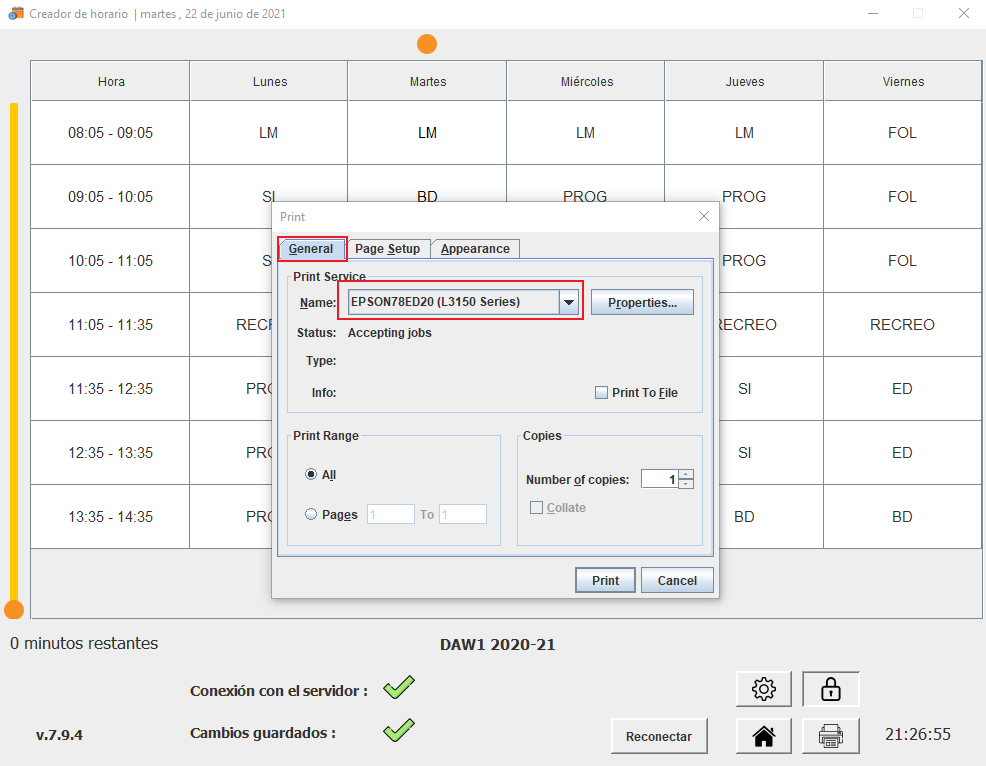 Creador de horario | martes , 22 de junio de 2021
Hora Lunes Martes Miércoles Jueves Viernes
08:05 - 09:05 LM LM LM LM FOL
09:05 - 10:05 SI BD PROG PROG FOL
10:05 - 11:05 S PROG FOL
11:05 - 11:35 RECR RECREO RECREO
11:35 - 12:35 PRO SI ED
12:35 - 13:35 PRO SI ED
13:35 - 14:35 PRO BD BD
Print
General Page Setup Appearance
Print Service
Name: EPSON78ED20 (L3150 Series) Properties...
Status: Accepting jobs
Type:
Info: Print To File
Print Range Copies
All
Number of copies: 1
Pages 1 To 1
Collate
Print Cancel
0 minutos restantes DAW1 2020-21
Conexión con el servidor :
v.7.9.4 Cambios guardados : Reconectar 21:26:55